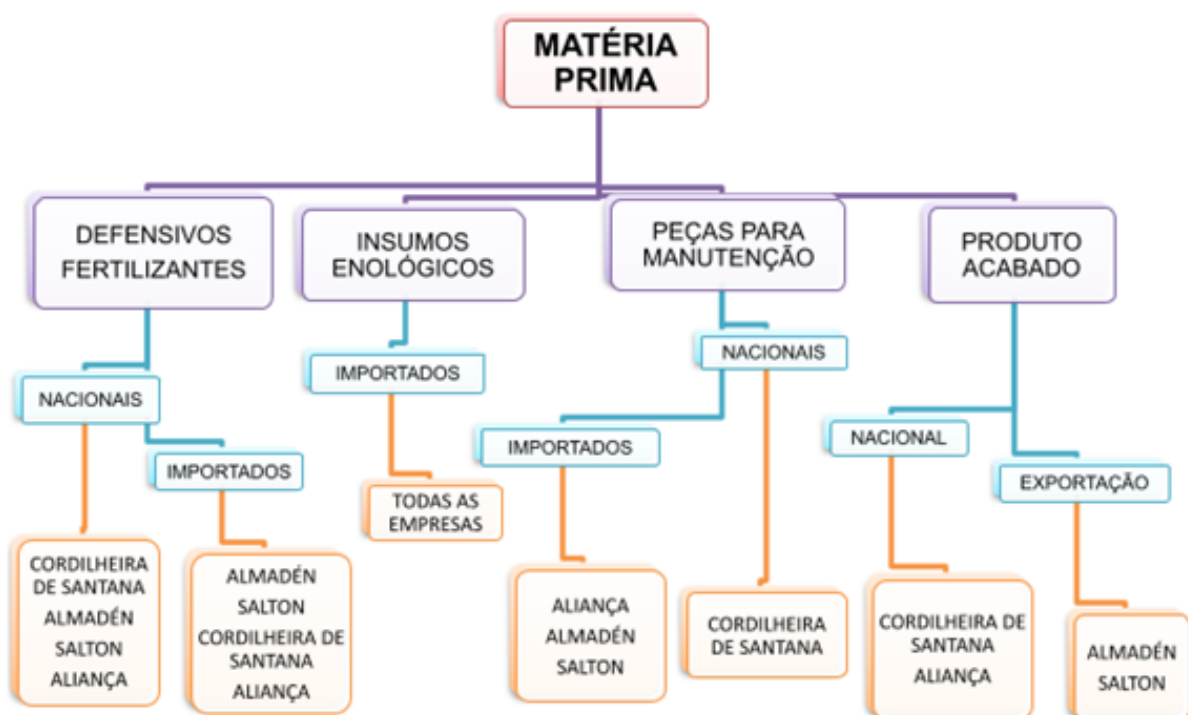 MATÉRIA
PRIMA
DEFENSIVOS
FERTILIZANTES
INSUMOS
ENOLÓGICOS
PEÇAS PARA
MANUTENÇÃO
PRODUTO
ACABADO
NACIONAIS
IMPORTADOS
IMPORTADOS
IMPORTADOS
NACIONAIS
NACIONAL
EXPORTAÇÃO
CORDILHEIRA
DE SANTANA
ALMADÉN
SALTON
ALIANÇA
ALMADÉN
SALTON
CORDILHEIRA DE
SANTANA
ALIANÇA
TODAS AS
EMPRESAS
ALIANÇA
ALMADÉN
SALTON
CORDILHEIRA
DE SANTANA
CORDILHEIRA DE
SANTANA
ALIANÇA
ALMADÉN
SALTON